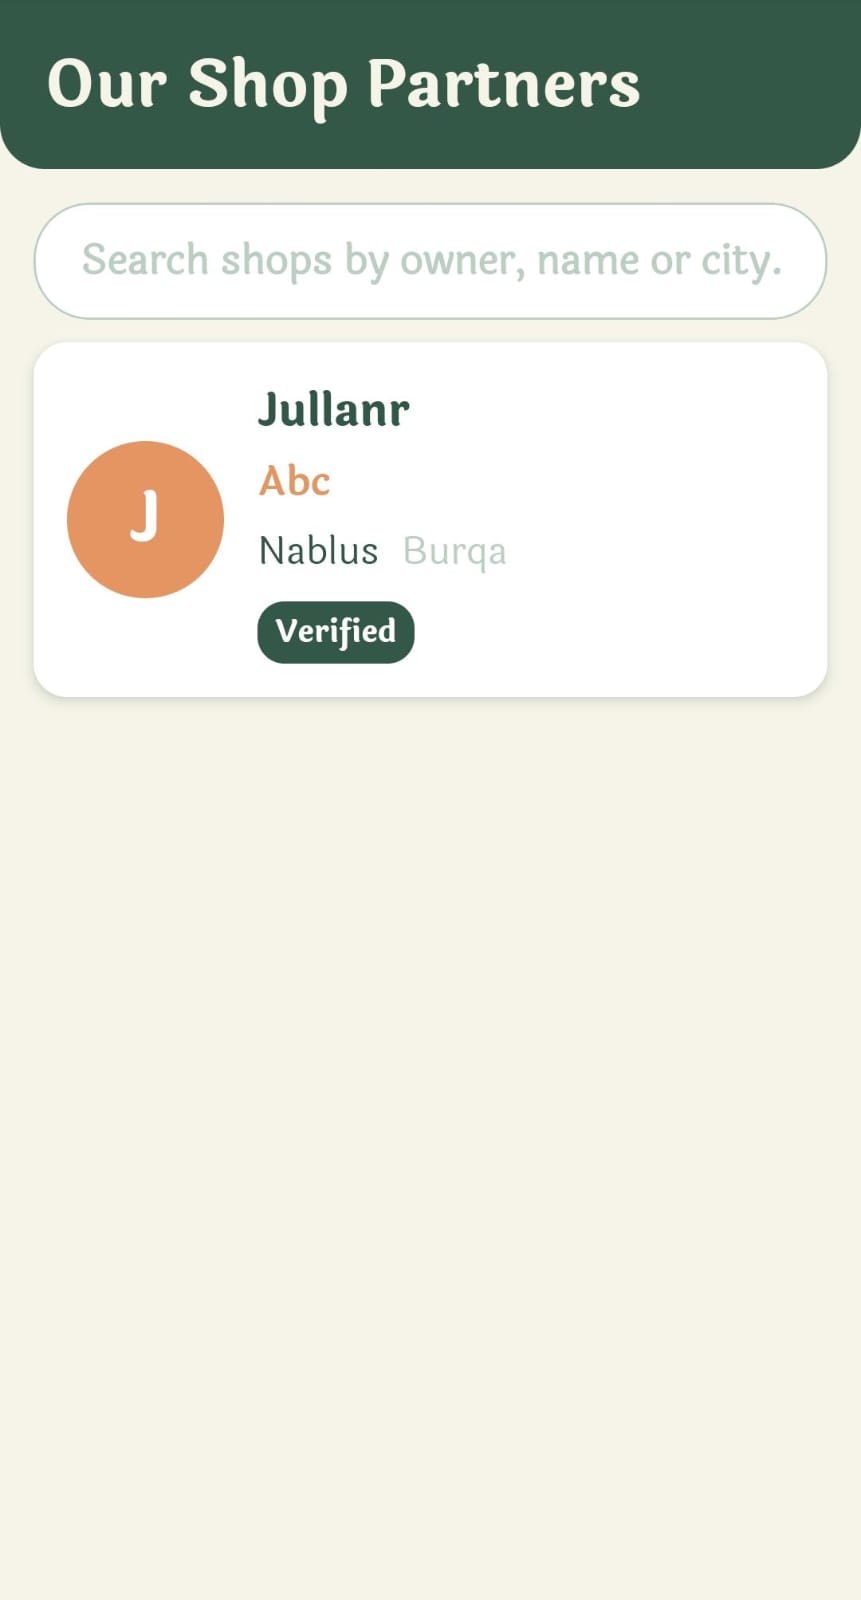 Our Shop Partners
Search shops by owner, name or city.
Jullanr
J
Abc
Nablus Burqa
Verified